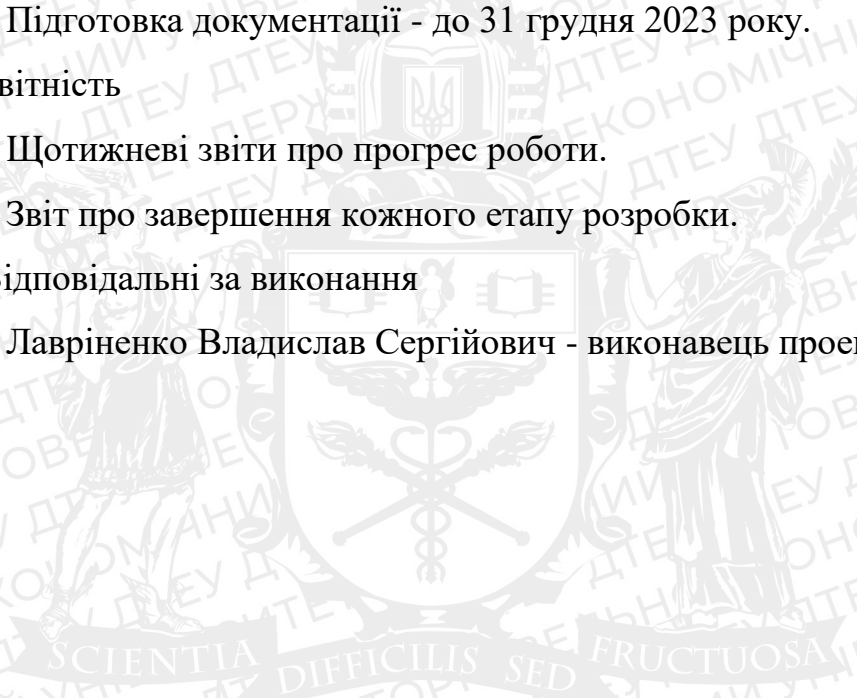 Підготовка документації - до 31 грудня 2023 року.
вітність
Щотижневі звіти про прогрес роботи.
Звіт про завершення кожного етапу розробки.
ідповідальні за виконання
Лавріненко Владислав Сергійович - виконавець прое
SCIENTIA DIFFICILIS SED FRUCTUOSA